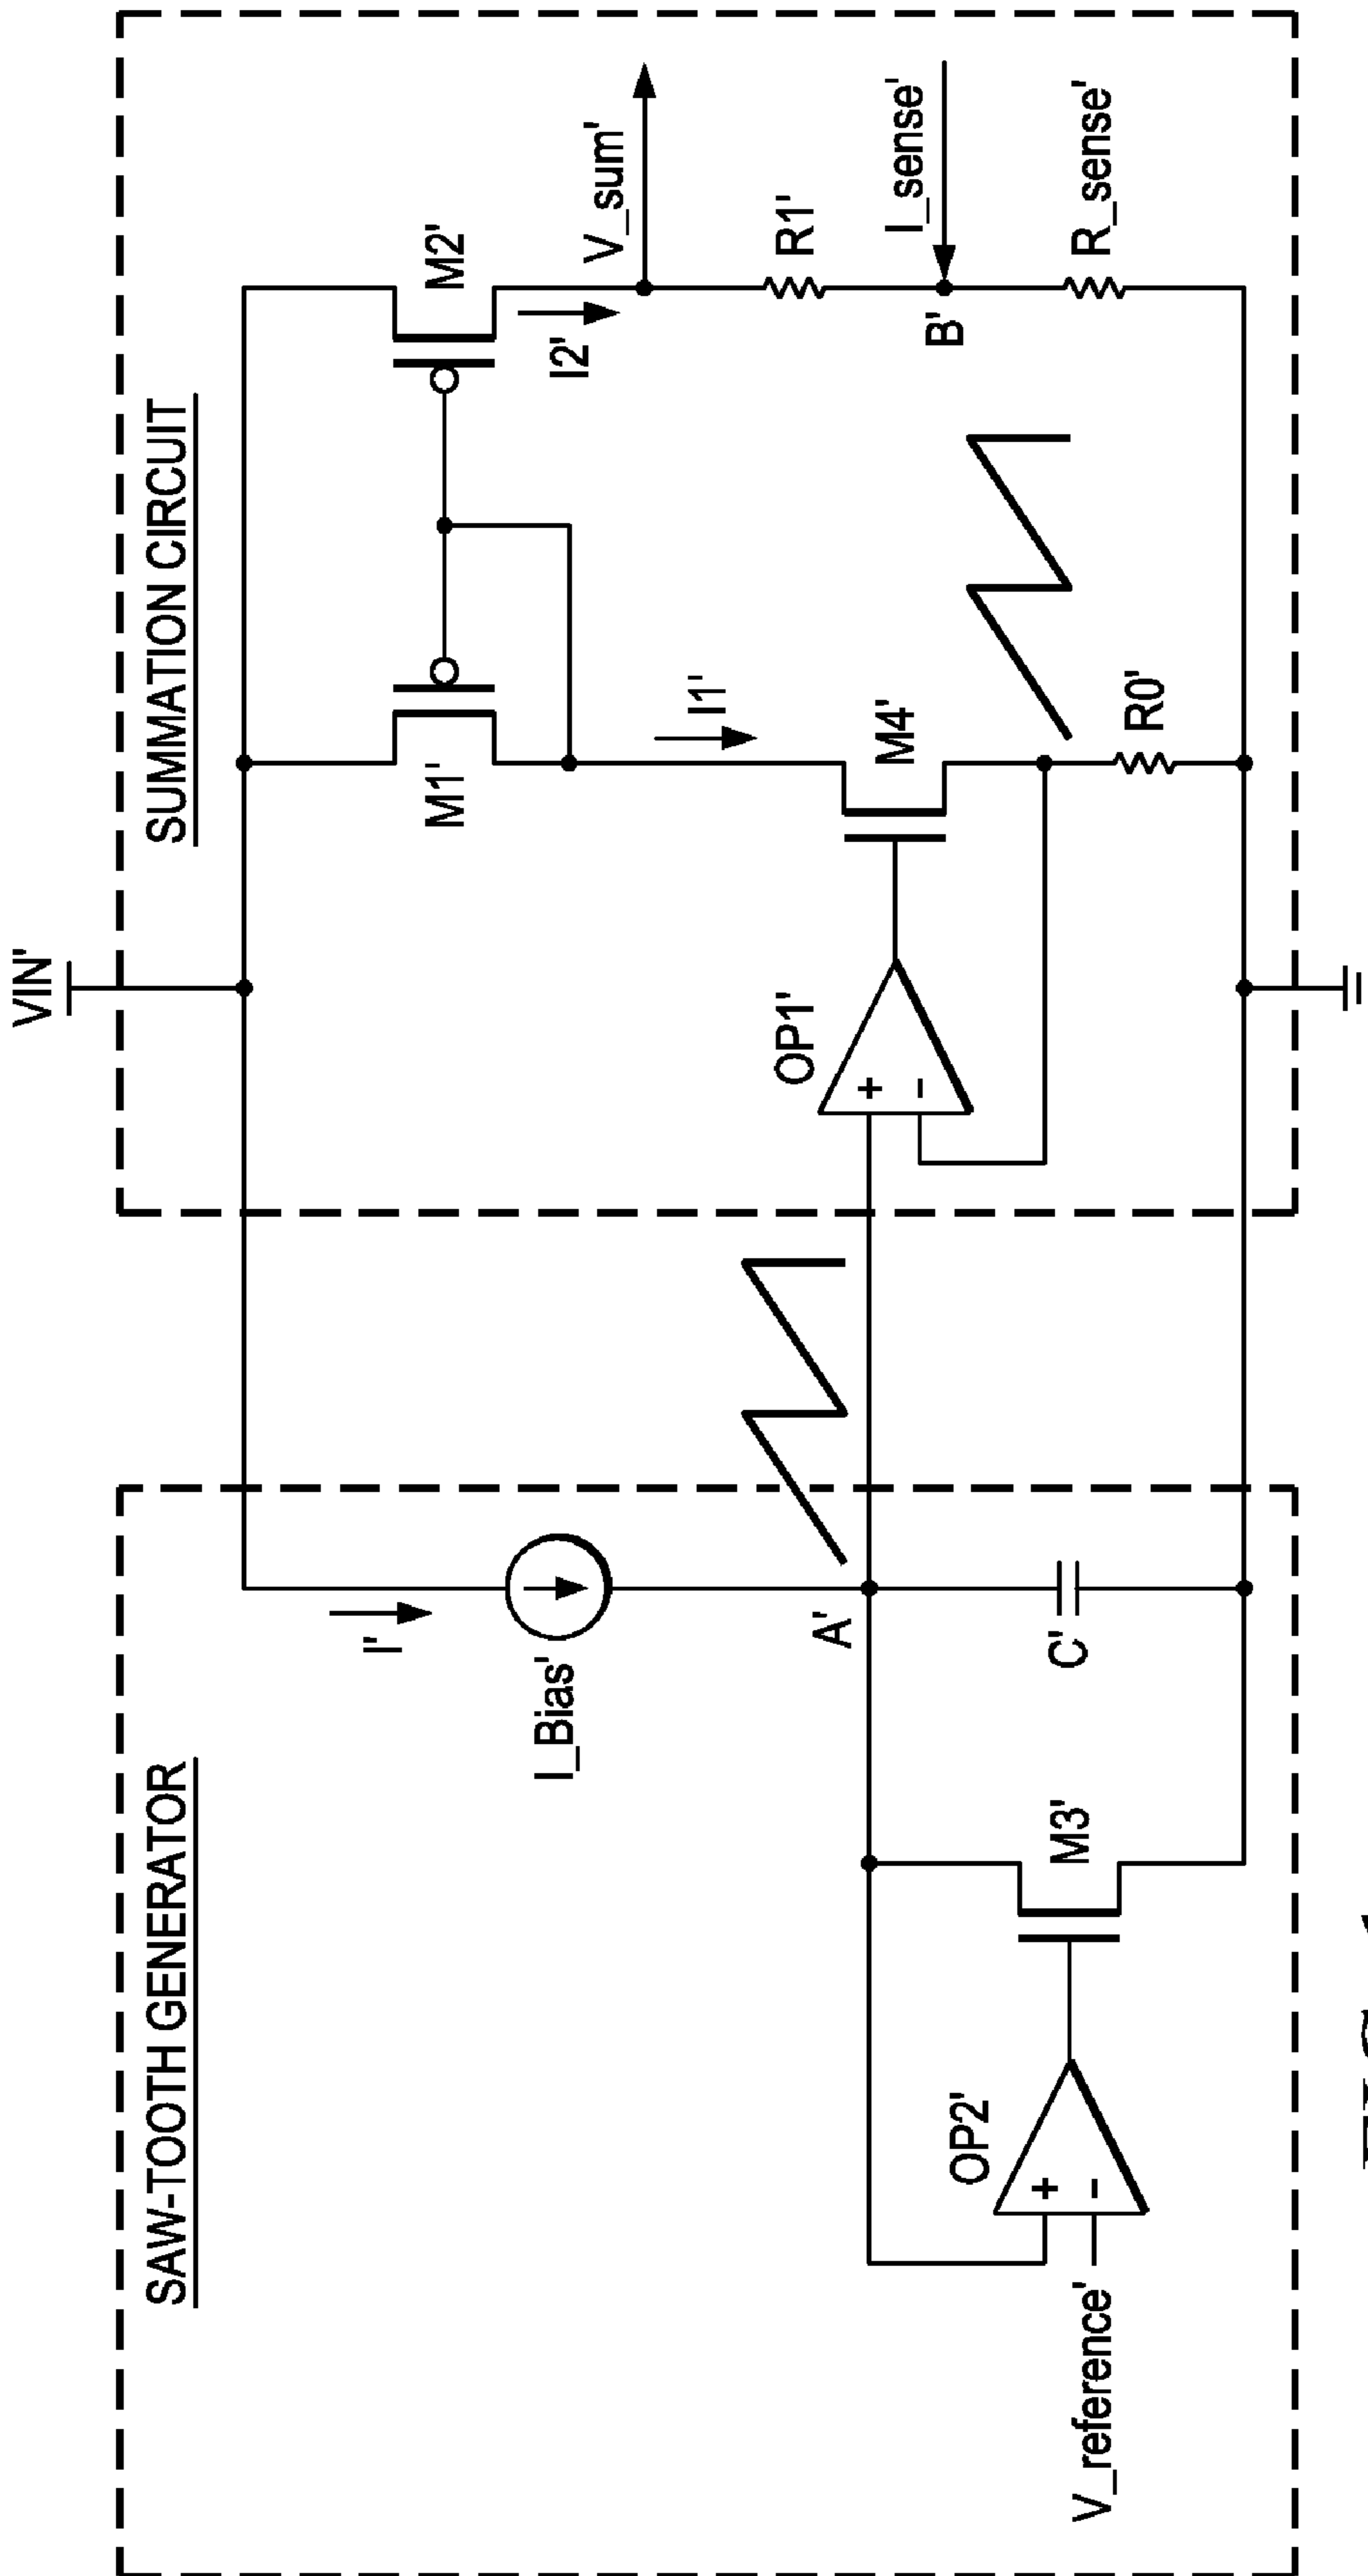 SAW-TOOTH GENERATOR
SUMMATION CIRCUIT
VIN'
I'
I_Bias'
A'
C'
M3'
OP2'
+
-
V_reference'
M1'
M2'
I2'
V_sum'
I1'
R1'
I_sense'
B'
R_sense'
OP1'
+
-
M4'
R0'